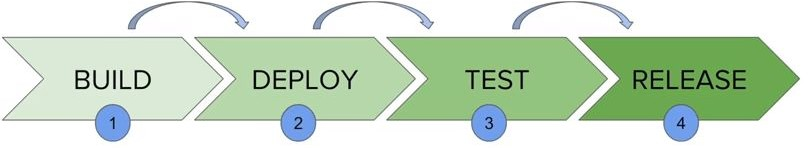 BUILD DEPLOY TEST RELEASE
1 2 3 4